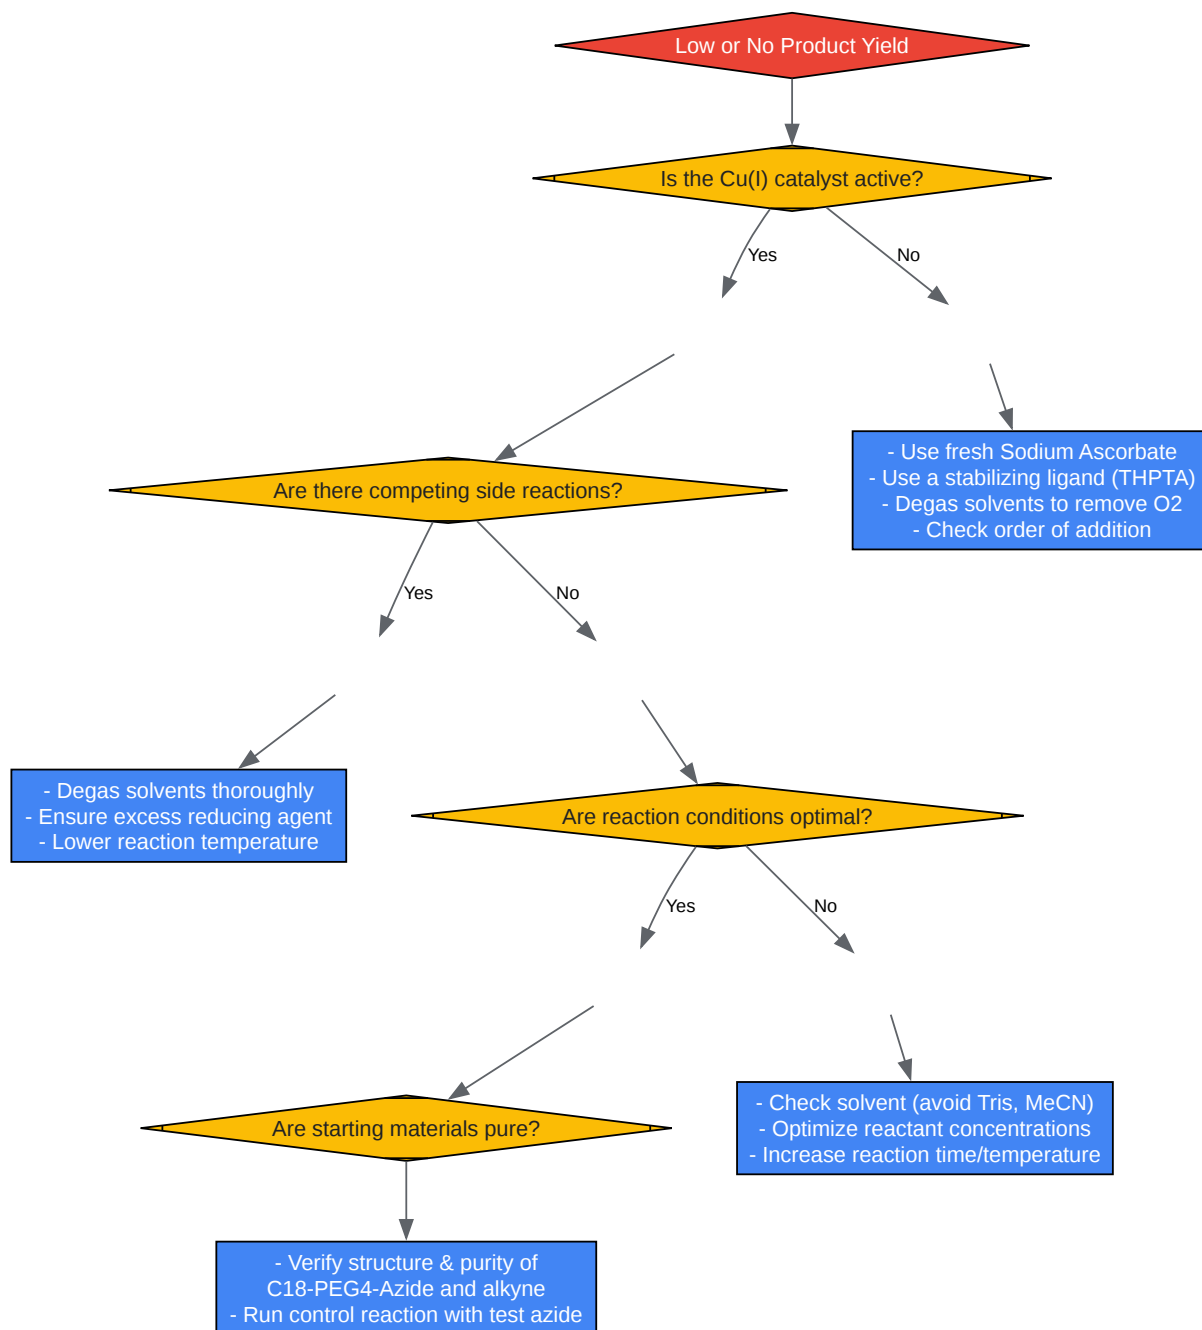 Low or No Product Yield
Is the Cu(I) catalyst active?
Yes
No
- Use fresh Sodium Ascorbate
- Use a stabilizing ligand (THPTA)
- Degas solvents to remove O2
- Check order of addition
Are there competing side reactions?
Yes
No
- Degas solvents thoroughly
- Ensure excess reducing agent
- Lower reaction temperature
Are reaction conditions optimal?
Yes
No
- Check solvent (avoid Tris, MeCN)
- Optimize reactant concentrations
- Increase reaction time/temperature
Are starting materials pure?
- Verify structure & purity of
C18-PEG4-Azide and alkyne
- Run control reaction with test azide